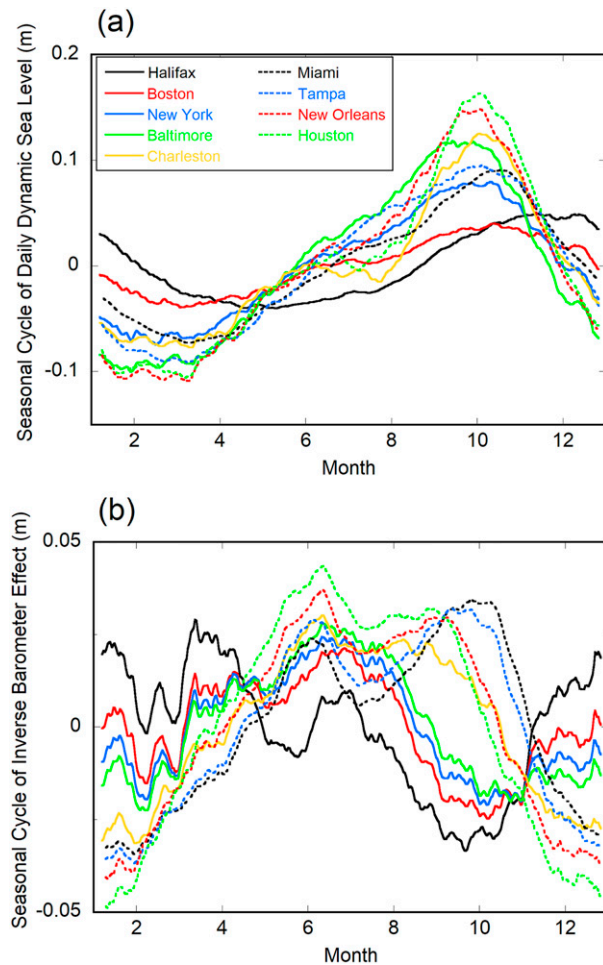 (a)
Seasonal Cycle of Daily Dynamic Sea Level (m)
0.2
0.1
0
-0.1
Halifax
Boston
New York
Baltimore
Charleston
Miami
Tampa
New Orleans
Houston
2 4 6 8 10 12
Month
(b)
Seasonal Cycle of Inverse Barometer Effect (m)
0.05
0
-0.05
2 4 6 8 10 12
Month